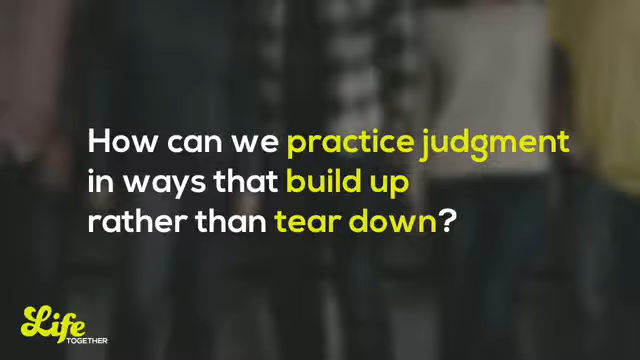 How can we practice judgment
in ways that build up
rather than tear down?
Life
TOGETHER